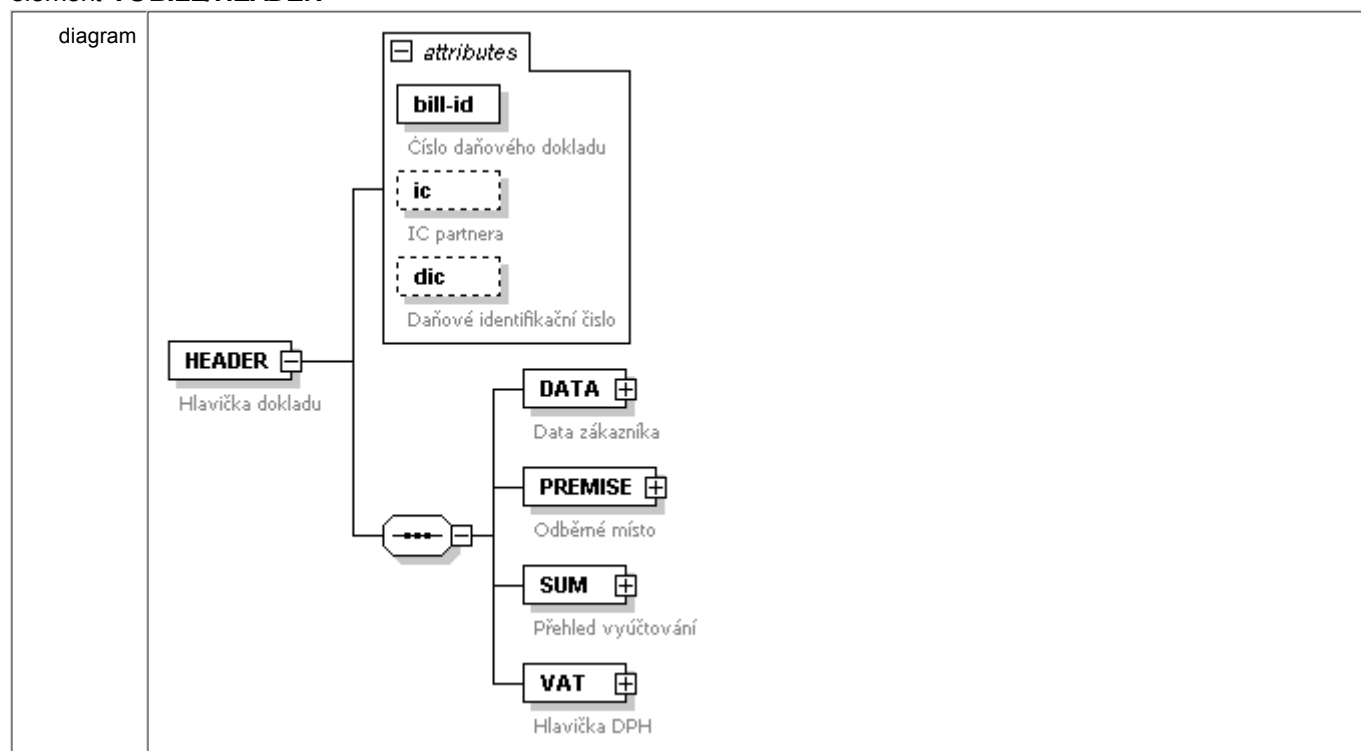 diagram
attributes
bill-id
Číslo daňového dokladu
ic
IC partnera
dic
Daňové identifikační čislo
HEADER
Hlavička dokladu
DATA
Data zákazníka
PREMISE
Odběrné místo
SUM
Přehled vyúčtování
VAT
Hlavička DPH